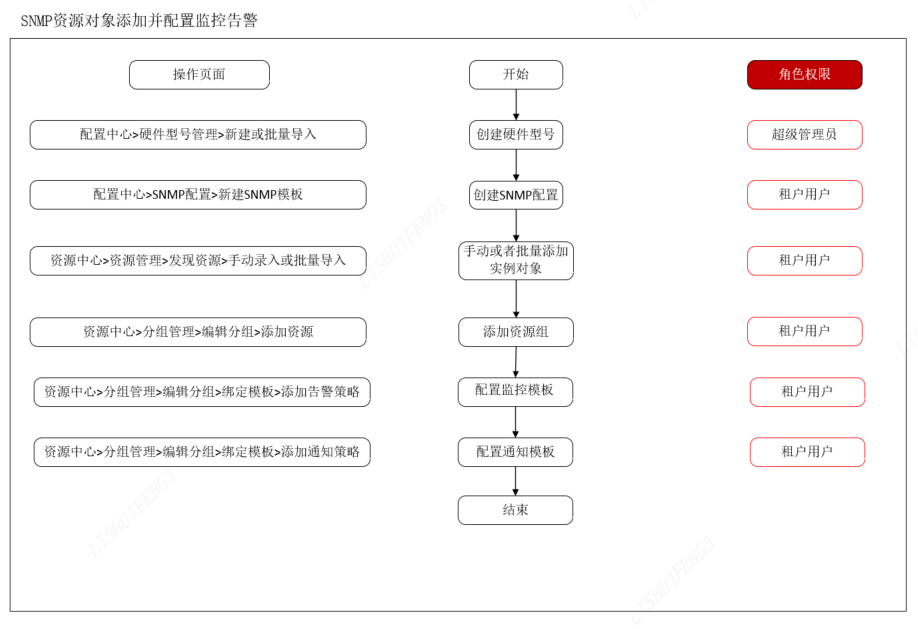 SNMP资源对象添加并配置监控告警
操作页面
开始
角色权限
配置中心>硬件型号管理>新建或批量导入
创建硬件型号
超级管理员
配置中心>SNMP配置>新建SNMP模板
创建SNMP配置
租户用户
资源中心>资源管理>发现资源>手动录入或批量导入
手动或者批量添加
实例对象
租户用户
资源中心>分组管理>编辑分组>添加资源
添加资源组
租户用户
资源中心>分组管理>编辑分组>绑定模板>添加告警策略
配置监控模板
租户用户
资源中心>分组管理>编辑分组>绑定模板>添加通知策略
配置通知模板
租户用户
结束
LISHUIFENG3
LISHUIFENG3
LISHUIFENG3